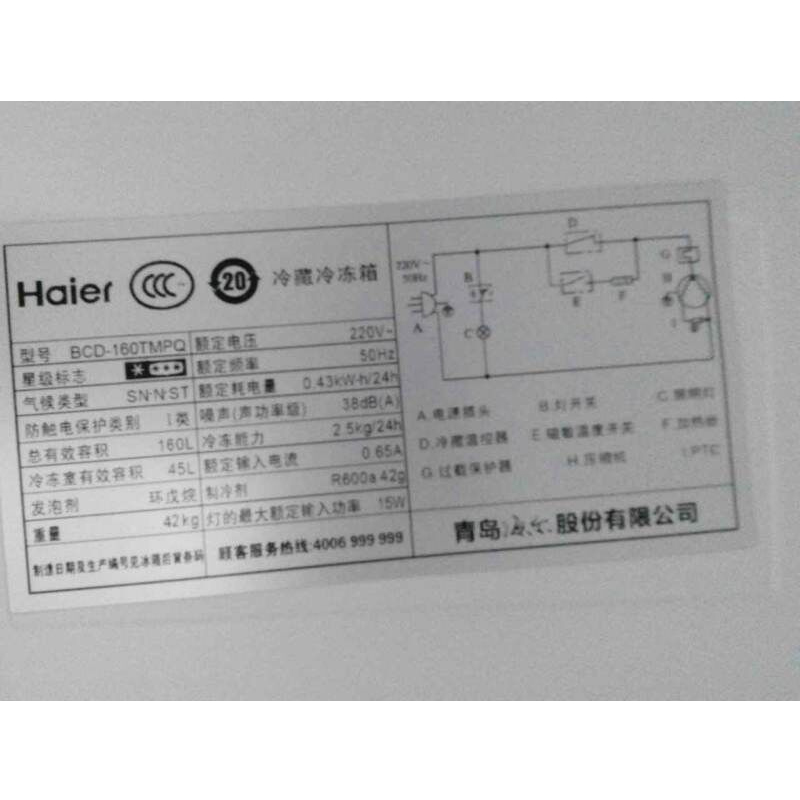 Haier CCC 20 冷藏冷冻箱
型号 BCD-160TMPQ 额定电压 220V~
星级标志 额定频率 50Hz
气候类型 SN·N·ST 额定耗电量 0.43kW·h/24h
防触电保护类别 I类 噪声(声功率级) 38dB(A)
总有效容积 160L 冷冻能力 2.5kg/24h
冷冻室有效容积 45L 额定输入电流 0.65A
发泡剂 环戊烷 制冷剂 R600a 42g
重量 42kg 灯的最大额定输入功率 15W
制造日期及生产编号见冰箱后背条码 顾客服务热线:4006 999 999
220V~
50Hz
A
B
C
D
E
F
G
H
I
A.电源插头 B.灯开关 C.照明灯
D.冷藏温控器 E.磁敏温度开关 F.加热丝
G.过载保护器 H.压缩机 I.PTC
青岛 股份有限公司